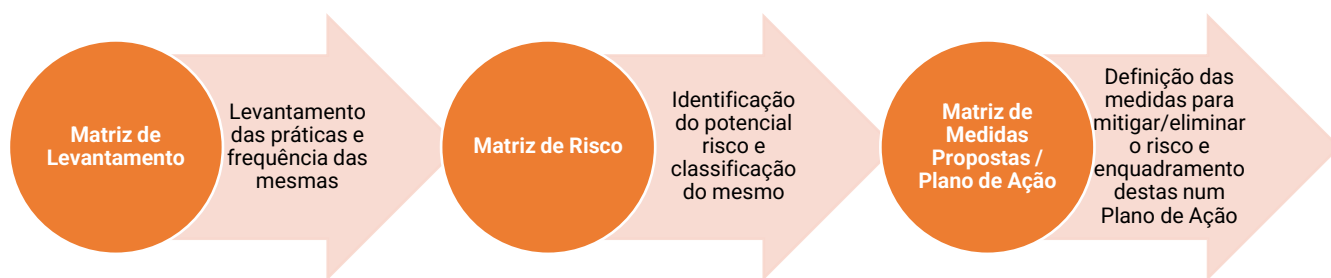 Matriz de
Levantamento
Levantamento
das práticas e
frequência das
mesmas
Matriz de Risco
Identificação
do potencial
risco e
classificação
do mesmo
Matriz de
Medidas
Propostas /
Plano de Ação
Definição das
medidas para
mitigar/eliminar
o risco e
enquadramento
destas num
Plano de Ação